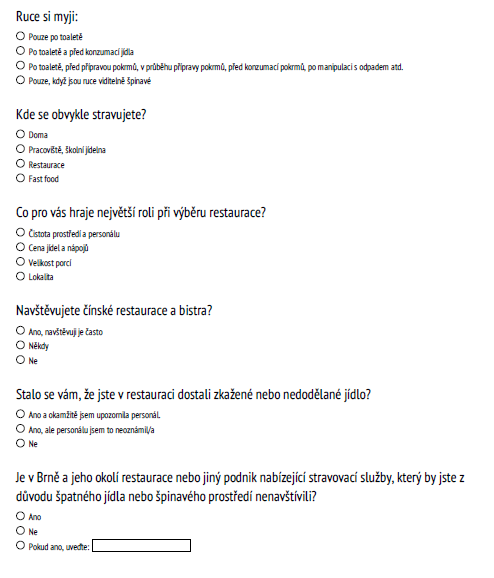 Ruce si myji:
Pouze po toaletě
Po toaletě a před konzumací jídla
Po toaletě, před přípravou pokrmů, v průběhu přípravy pokrmů, před konzumací pokrmů, po manipulaci s odpadem atd.
Pouze, když jsou ruce viditelně špinavé
Kde se obvykle stravujete?
Doma
Pracoviště, školní jídelna
Restaurace
Fast food
Co pro vás hraje největší roli při výběru restaurace?
Čistota prostředí a personálu
Cena jídel a nápojů
Velikost porcí
Lokalita
Navštěvujete čínské restaurace a bistra?
Ano, navštěvuji je často
Někdy
Ne
Stalo se vám, že jste v restauraci dostali zkažené nebo nedodělané jídlo?
Ano a okamžitě jsem upozornila personál.
Ano, ale personálu jsem to neoznámil/a
Ne
Je v Brně a jeho okolí restaurace nebo jiný podnik nabízející stravovací služby, který by jste z
důvodu špatného jídla nebo špinavého prostředí nenavštívili?
Ano
Ne
Pokud ano, uveďte: